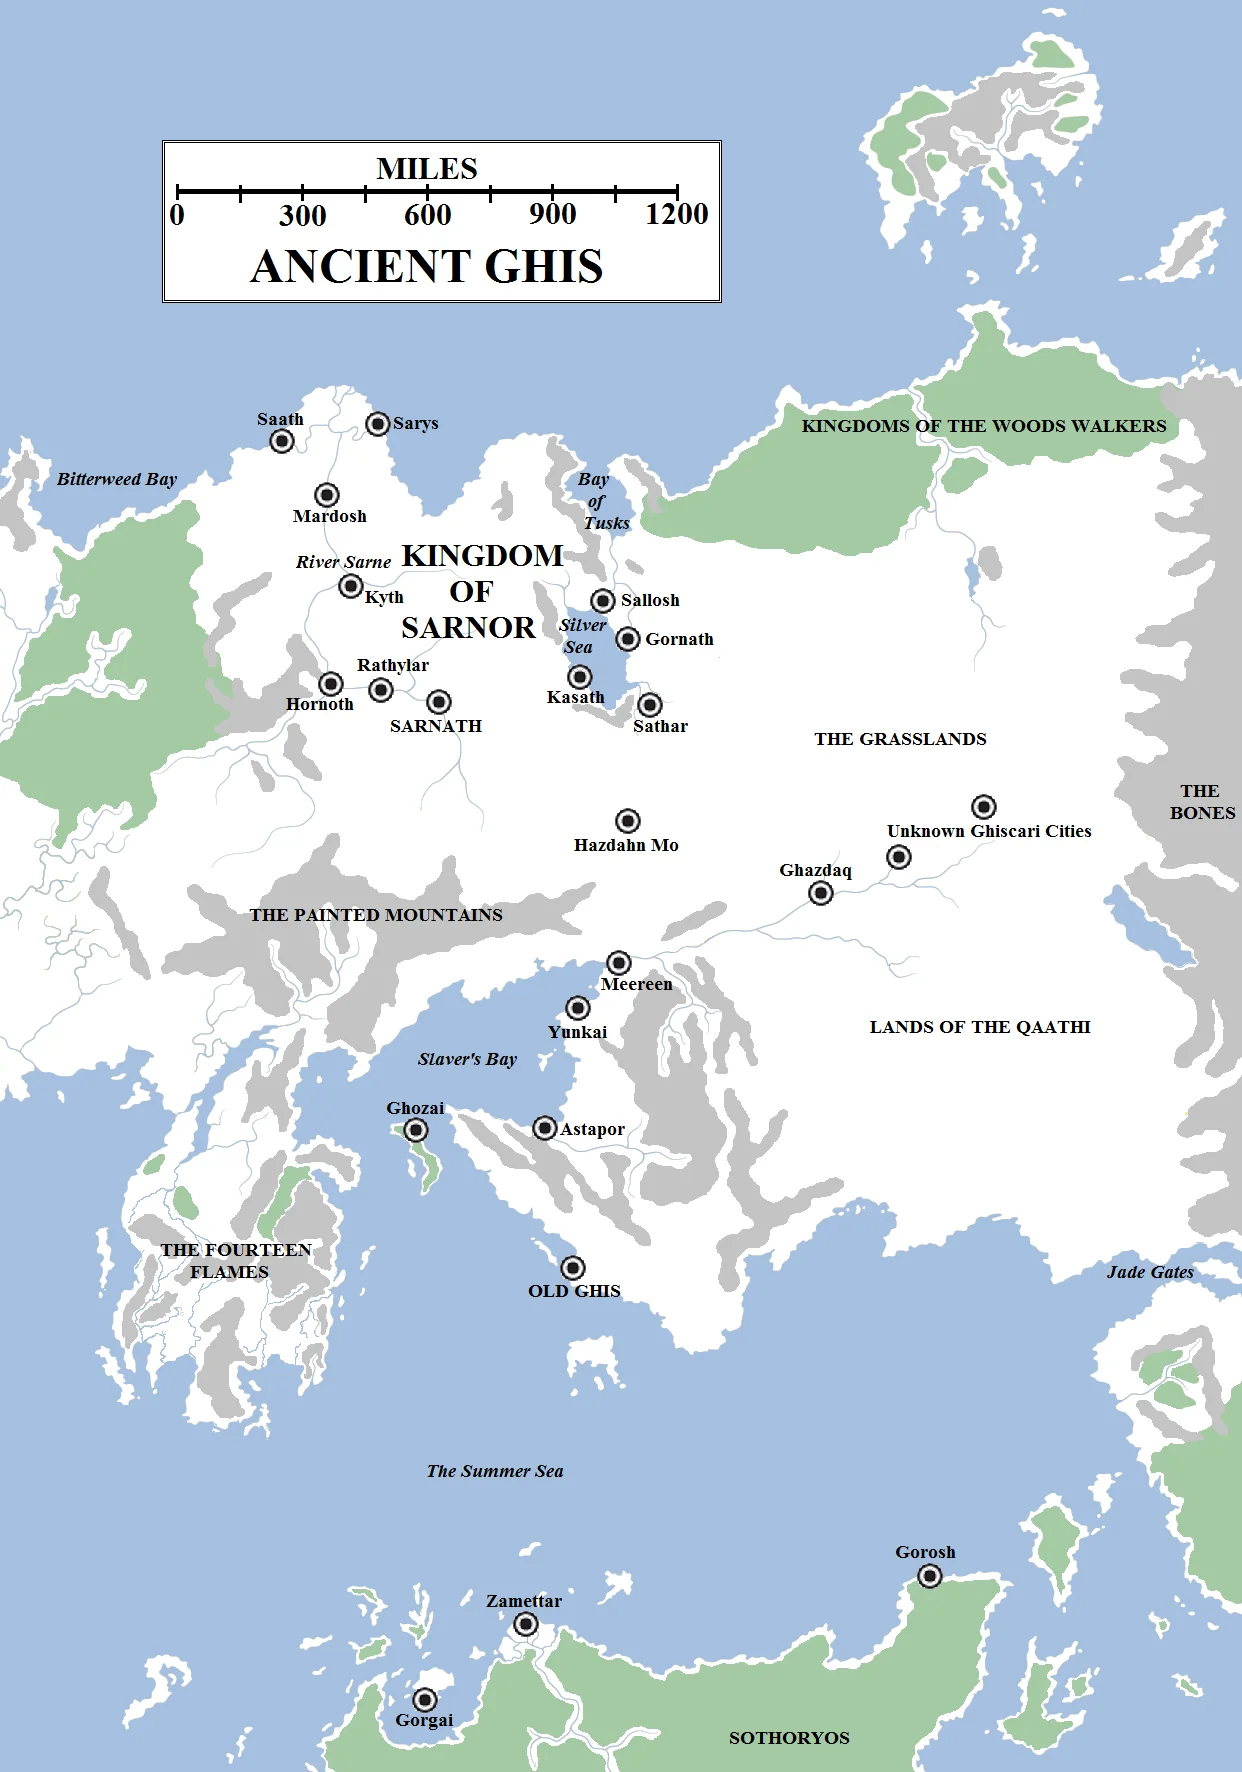 MILES
0 300 600 900 1200
ANCIENT GHIS
Saath
Sarys
KINGDOMS OF THE WOODS WALKERS
Bitterweed Bay
Bay
of
Tusks
Mardosh
River Sarne
KINGDOM
OF
SARNOR
Kyth
Sallosh
Silver
Sea
Gornath
Rathylar
Kasath
Hornoth
SARNATH
Sathar
THE GRASSLANDS
THE
BONES
Unknown Ghiscari Cities
Hazdahn Mo
Ghazdaq
THE PAINTED MOUNTAINS
Meereen
Yunkai
LANDS OF THE QAATHI
Slaver's Bay
Ghozai
Astapor
THE FOURTEEN
FLAMES
Jade Gates
OLD GHIS
The Summer Sea
Gorosh
Zamettar
Gorgai
SOTHORYOS